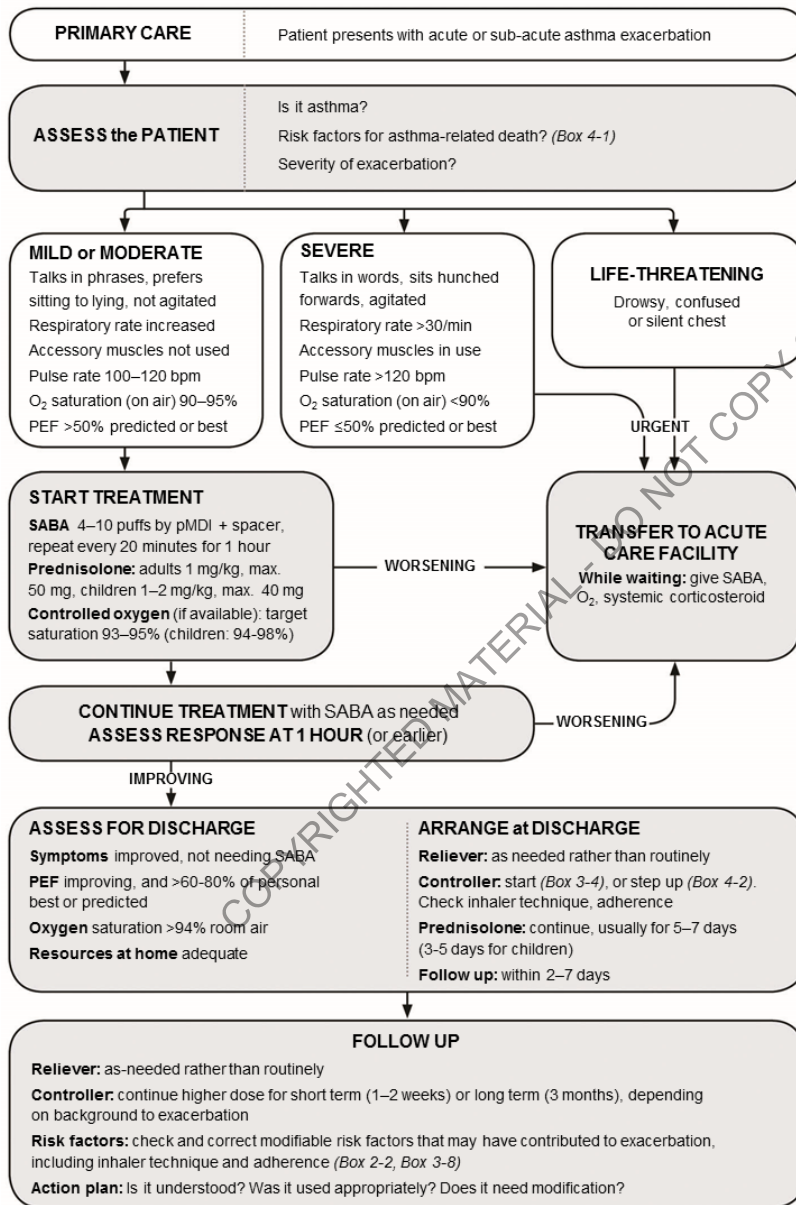 PRIMARY CARE
Patient presents with acute or sub-acute asthma exacerbation
ASSESS the PATIENT
Is it asthma?
Risk factors for asthma-related death? (Box 4-1)
Severity of exacerbation?
MILD or MODERATE
Talks in phrases, prefers
sitting to lying, not agitated
Respiratory rate increased
Accessory muscles not used
Pulse rate 100–120 bpm
O₂ saturation (on air) 90–95%
PEF >50% predicted or best
SEVERE
Talks in words, sits hunched
forwards, agitated
Respiratory rate >30/min
Accessory muscles in use
Pulse rate >120 bpm
O₂ saturation (on air) <90%
PEF ≤50% predicted or best
LIFE-THREATENING
Drowsy, confused
or silent chest
URGENT
START TREATMENT
SABA 4–10 puffs by pMDI + spacer,
repeat every 20 minutes for 1 hour
Prednisolone: adults 1 mg/kg, max.
50 mg, children 1–2 mg/kg, max. 40 mg
Controlled oxygen (if available): target
saturation 93–95% (children: 94-98%)
WORSENING
TRANSFER TO ACUTE
CARE FACILITY
While waiting: give SABA,
O₂, systemic corticosteroid
CONTINUE TREATMENT with SABA as needed
ASSESS RESPONSE AT 1 HOUR (or earlier)
WORSENING
IMPROVING
ASSESS FOR DISCHARGE
Symptoms improved, not needing SABA
PEF improving, and >60-80% of personal
best or predicted
Oxygen saturation >94% room air
Resources at home adequate
ARRANGE at DISCHARGE
Reliever: as needed rather than routinely
Controller: start (Box 3-4), or step up (Box 4-2).
Check inhaler technique, adherence
Prednisolone: continue, usually for 5–7 days
(3-5 days for children)
Follow up: within 2–7 days
FOLLOW UP
Reliever: as-needed rather than routinely
Controller: continue higher dose for short term (1–2 weeks) or long term (3 months), depending
on background to exacerbation
Risk factors: check and correct modifiable risk factors that may have contributed to exacerbation,
including inhaler technique and adherence (Box 2-2, Box 3-8)
Action plan: Is it understood? Was it used appropriately? Does it need modification?
COPYRIGHTED MATERIAL - DO NOT COPY